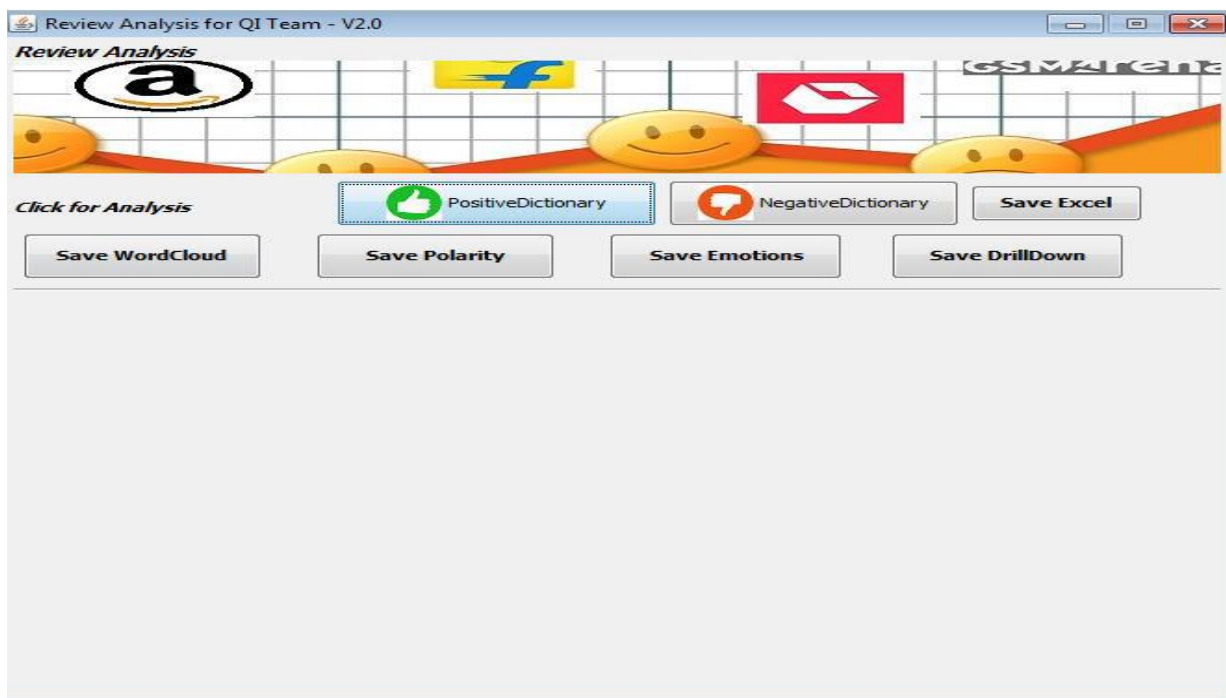 Review Analysis for QI Team - V2.0
Review Analysis
a
f
GSMArena
Click for Analysis
PositiveDictionary
NegativeDictionary
Save Excel
Save WordCloud
Save Polarity
Save Emotions
Save DrillDown